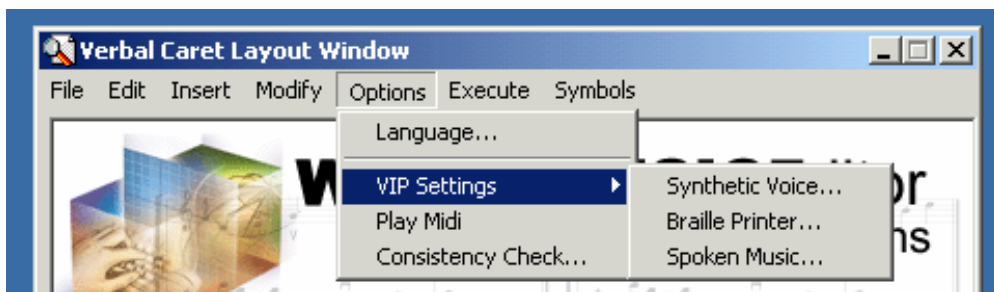 Verbal Caret Layout Window
File Edit Insert Modify Options Execute Symbols
Language...
VIP Settings
Synthetic Voice...
Play Midi
Braille Printer...
Consistency Check...
Spoken Music...